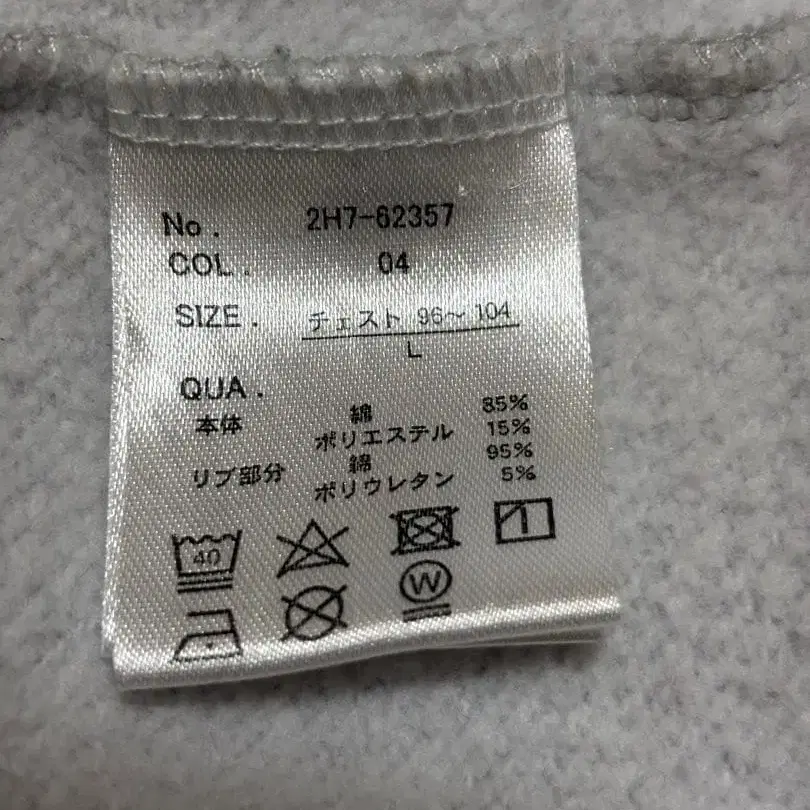 No. 2H7-62357
COL. 04
SIZE. チェスト 96〜104
L
QUA.
本体 綿 85%
ポリエステル 15%
リブ部分 綿 95%
ポリウレタン 5%
40
W